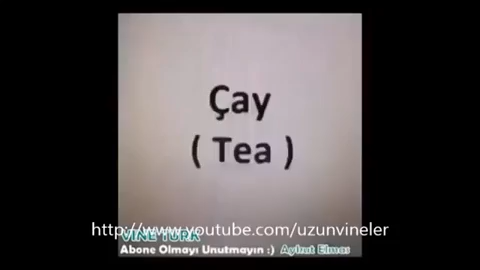 Çay
( Tea )
http://www.youtube.com/uzunvineler
VINE TURK
Abone Olmayı Unutmayın :) Aykut Elmas